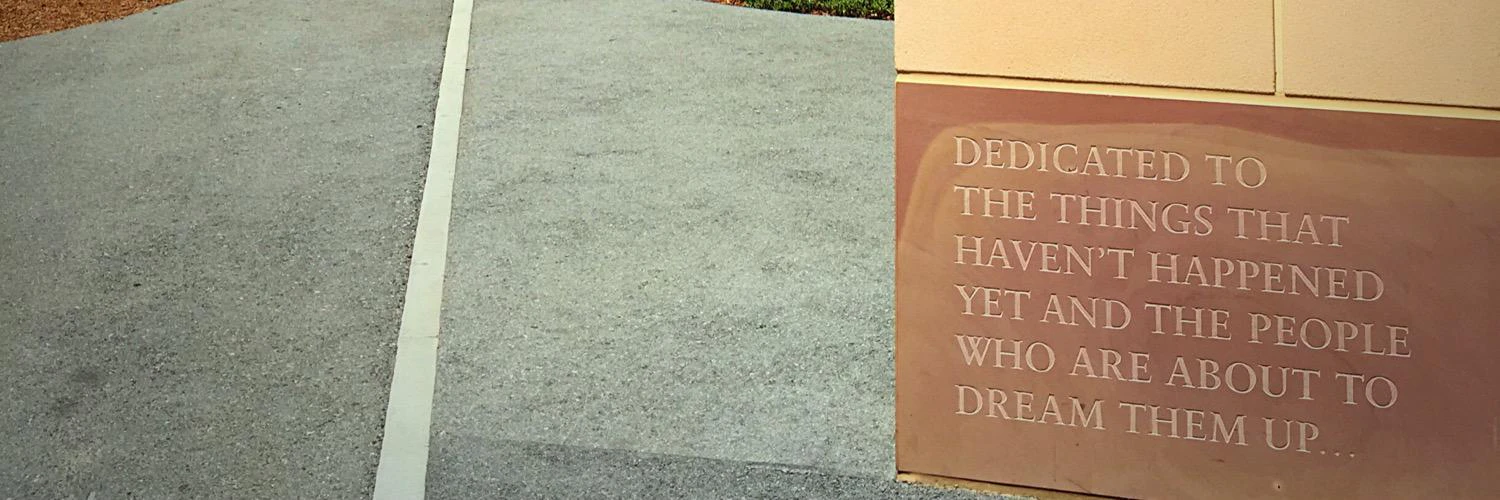 DEDICATED TO
THE THINGS THAT
HAVEN'T HAPPENED
YET AND THE PEOPLE
WHO ARE ABOUT TO
DREAM THEM UP...